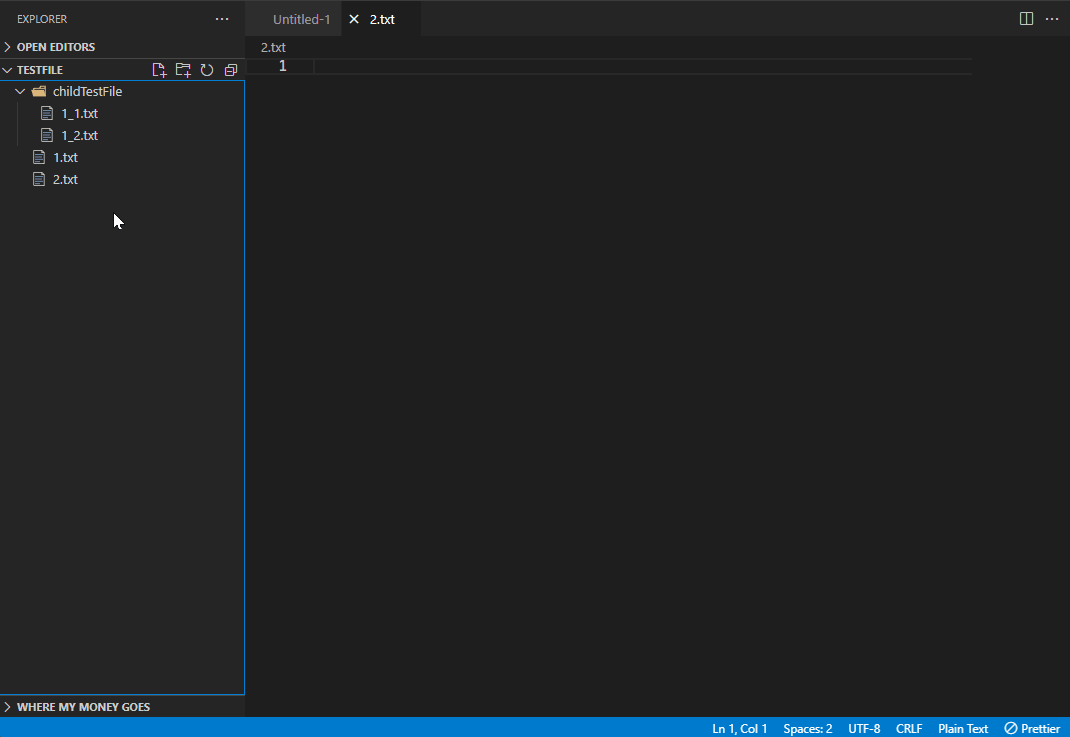 EXPLORER
Untitled-1
2.txt
OPEN EDITORS
2.txt
TESTFILE
1
childTestFile
1_1.txt
1_2.txt
1.txt
2.txt
WHERE MY MONEY GOES
Ln 1, Col 1 Spaces: 2 UTF-8 CRLF Plain Text Prettier